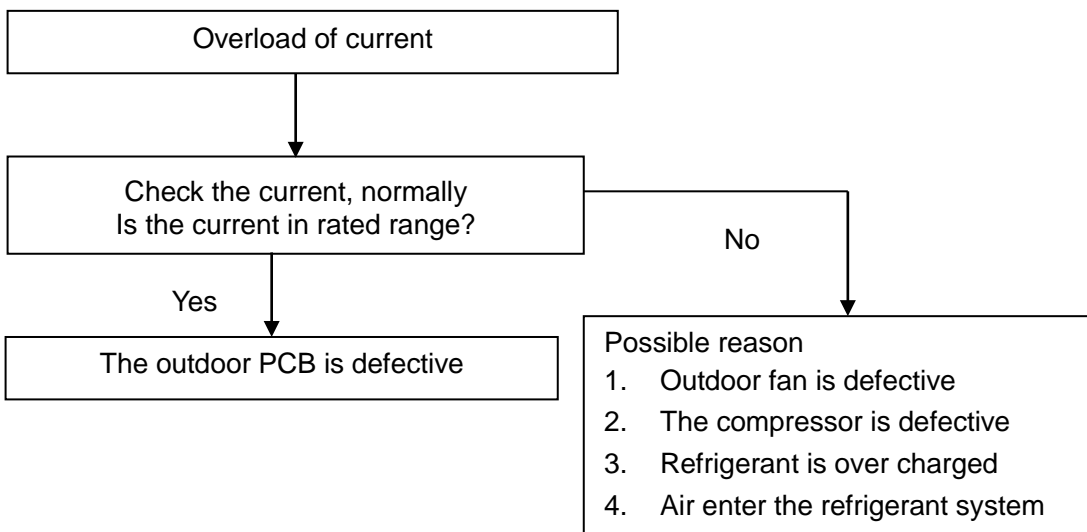 Overload of current
Check the current, normally
Is the current in rated range?
No
Yes
The outdoor PCB is defective
Possible reason
1. Outdoor fan is defective
2. The compressor is defective
3. Refrigerant is over charged
4. Air enter the refrigerant system